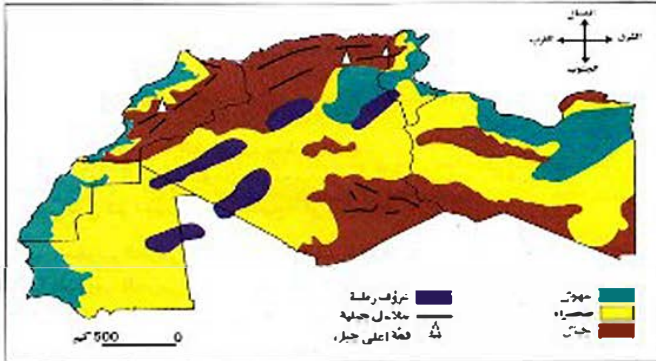 الشمال
الشرق
الغرب
الجنوب
سهول
صحراء
جبال
عروق رملية
سلاسل جبلية
قمة أعلى جبل
0
500 كم